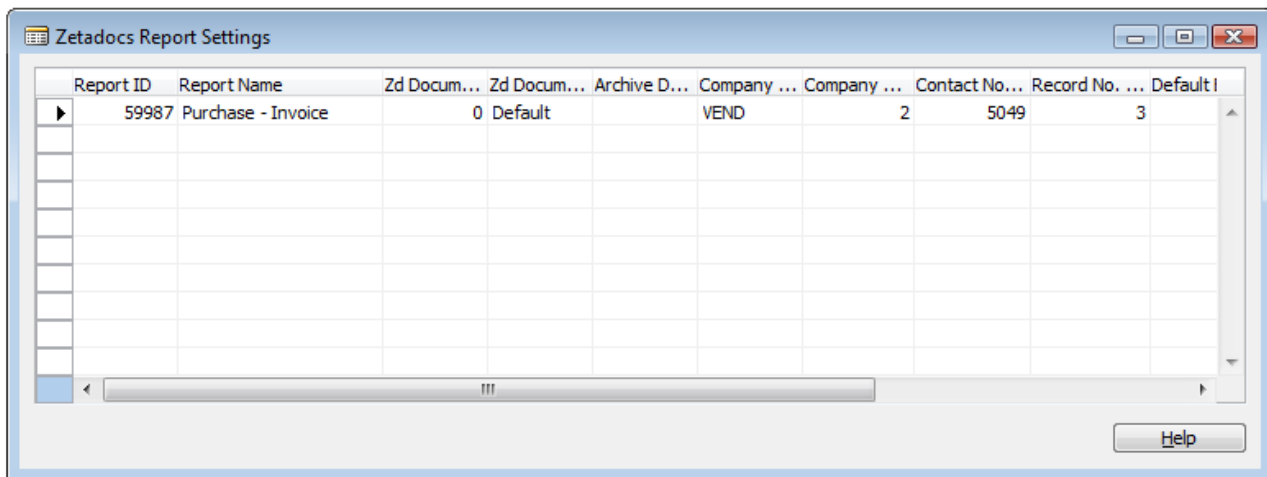 Zetadocs Report Settings
Report ID Report Name Zd Docum... Zd Docum... Archive D... Company ... Company ... Contact No... Record No. ... Default
59987 Purchase - Invoice 0 Default VEND 2 5049 3
Help